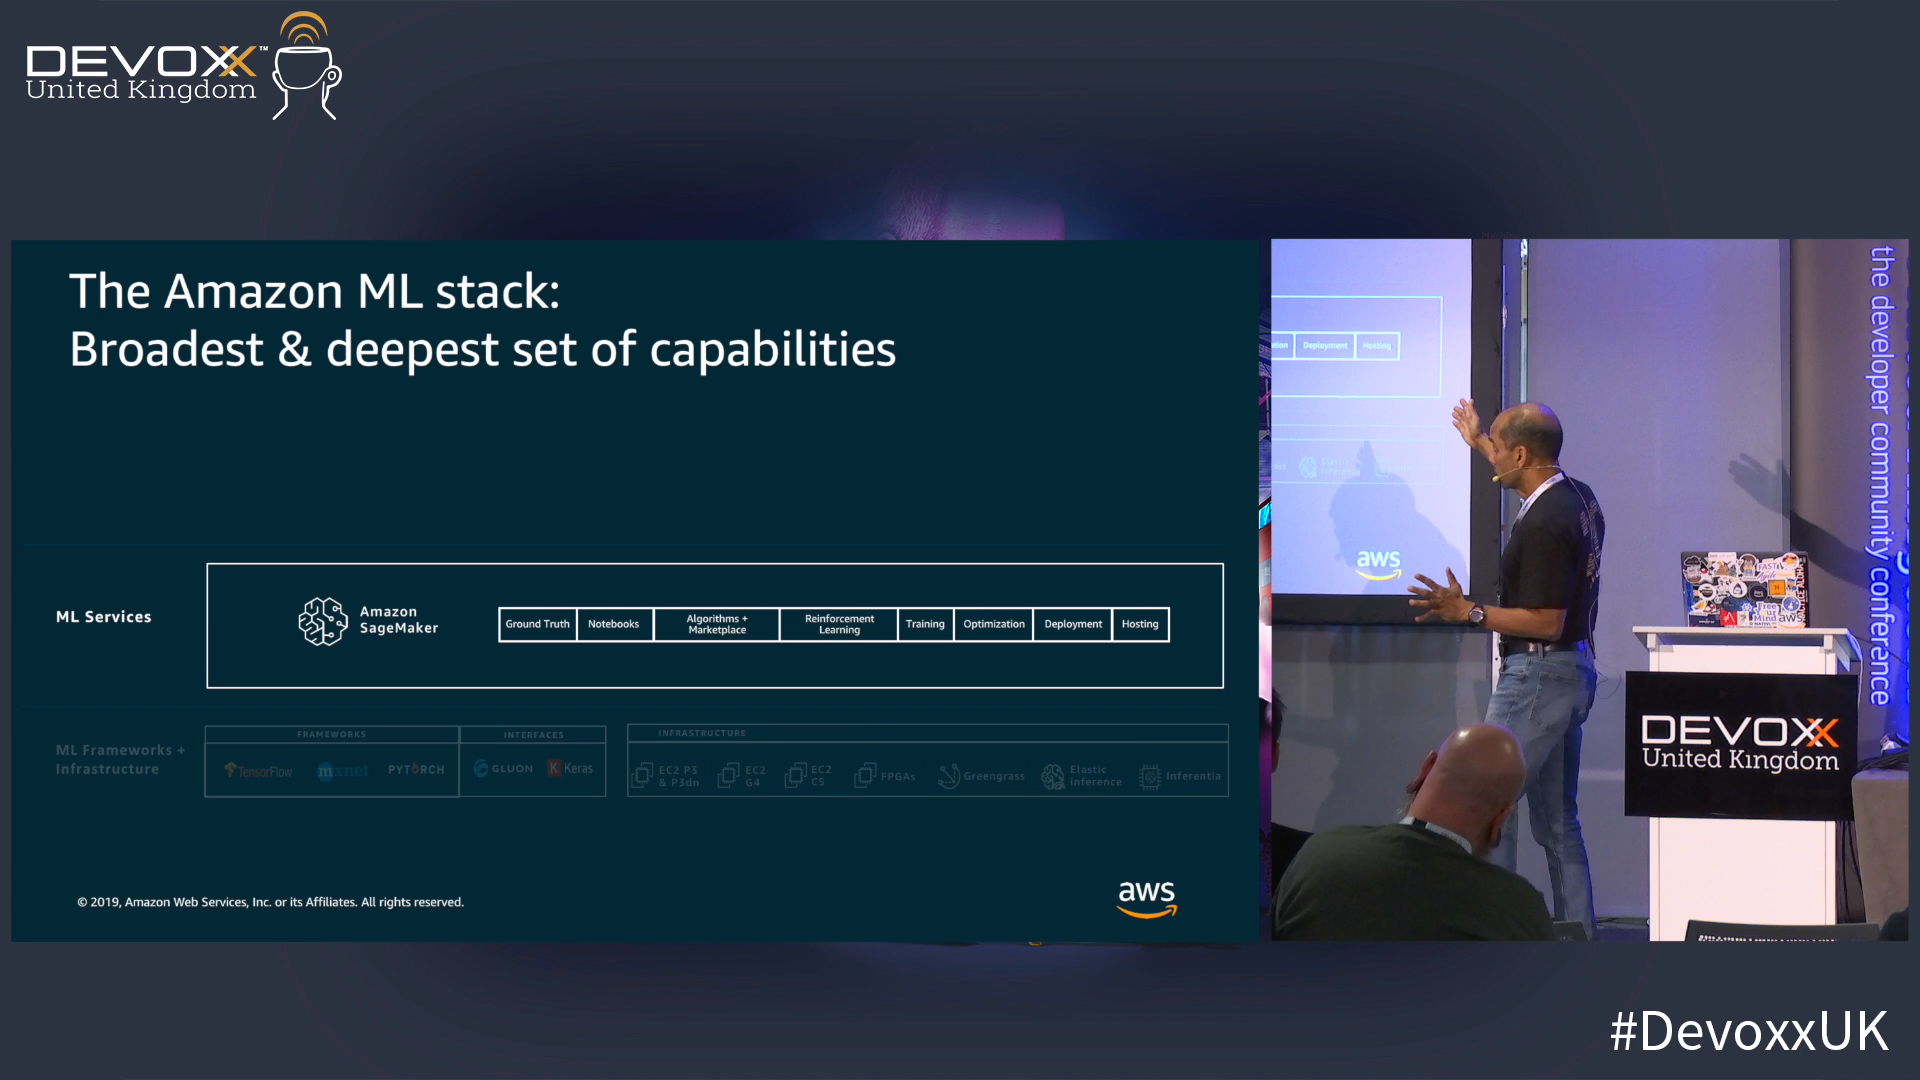 DEVOXX™
United Kingdom
The Amazon ML stack:
Broadest & deepest set of capabilities
ML Services
Amazon
SageMaker
Ground Truth
Notebooks
Algorithms +
Marketplace
Reinforcement
Learning
Training
Optimization
Deployment
Hosting
ML Frameworks +
Infrastructure
FRAMEWORKS
TensorFlow
mxnet
PYTORCH
INTERFACES
GLUON
Keras
INFRASTRUCTURE
EC2 P3
& P3dn
EC2
G4
EC2
C5
FPGAs
Greengrass
Elastic
Inference
Inferentia
© 2019, Amazon Web Services, Inc. or its Affiliates. All rights reserved.
aws
Deployment
Hosting
aws
the developer community conference
aws
DEVOXX
United Kingdom
#DevoxxUK